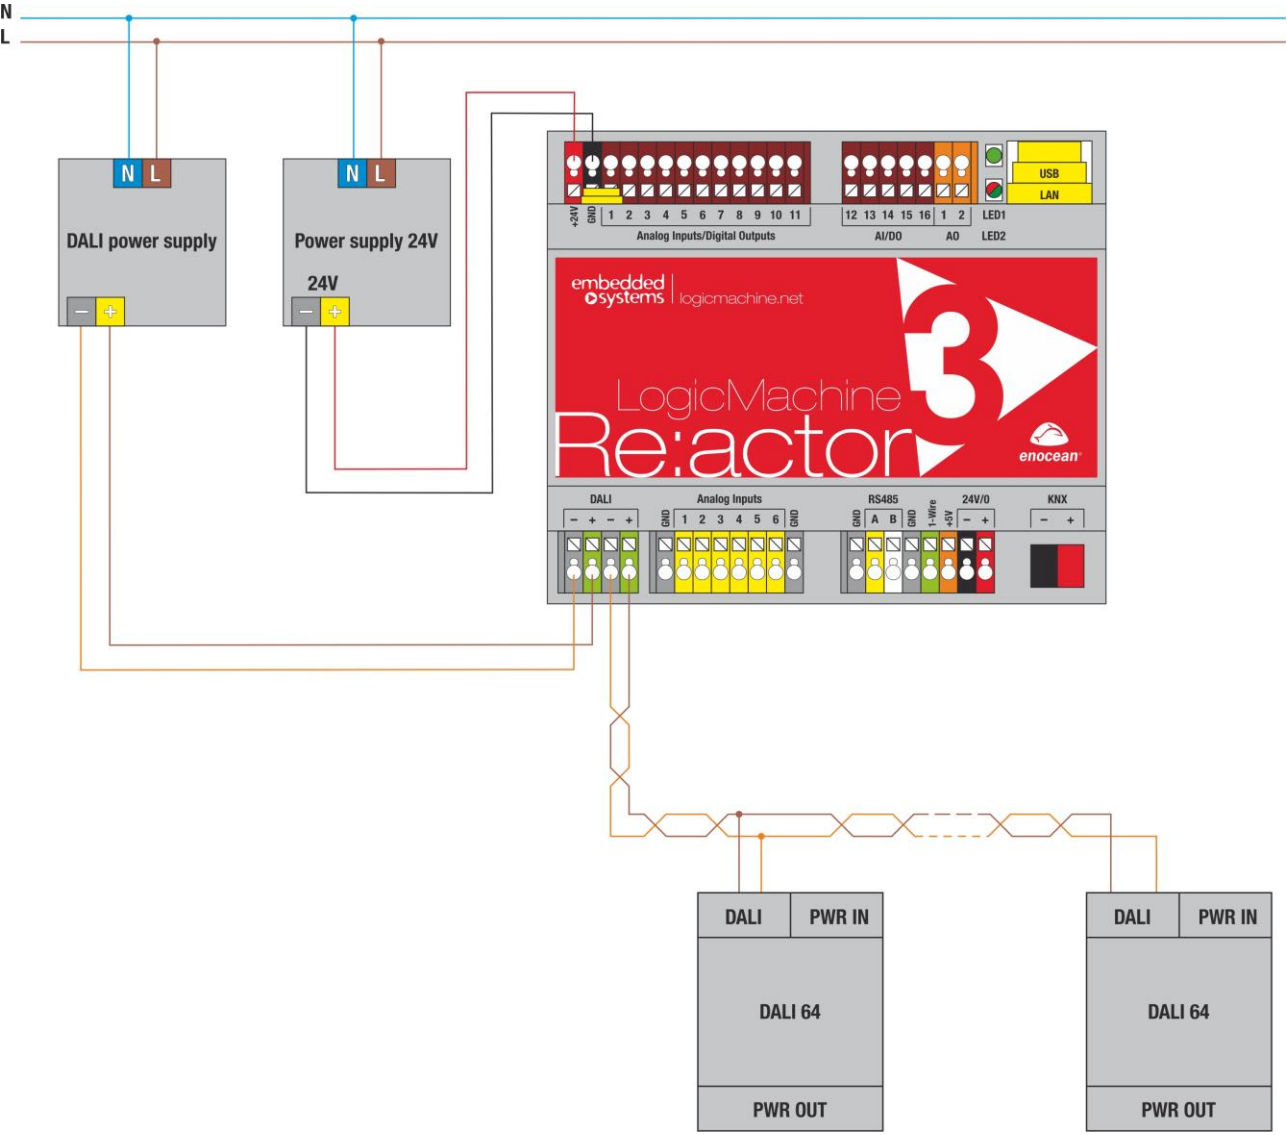 N
L
N L
N L
DALI power supply
Power supply 24V
24V
− +
− +
USB
LAN
+24V GND 1 2 3 4 5 6 7 8 9 10 11
12 13 14 15 16 1 2 LED1
Analog Inputs/Digital Outputs
AI/DO AO LED2
embedded
systems
logicmachine.net
3
LogicMachine
Re:actor
enocean®
DALI
Analog Inputs
RS485
24V/0
KNX
− + − +
GND 1 2 3 4 5 6 GND
GND A B GND 1-Wire +5V − +
− +
DALI PWR IN
DALI PWR IN
DALI 64
DALI 64
PWR OUT
PWR OUT